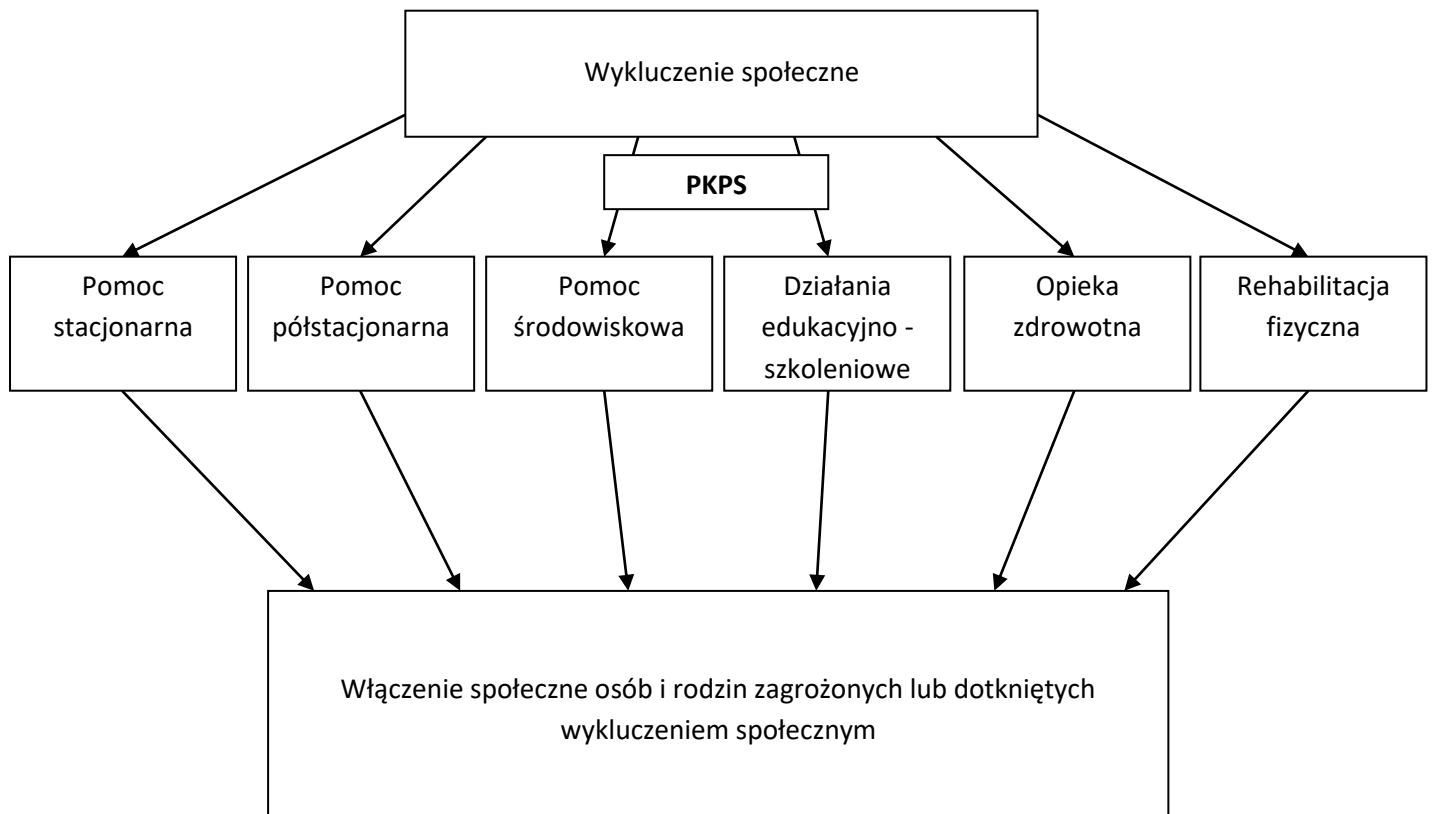 Wykluczenie społeczne
PKPS
Pomoc
stacjonarna
Pomoc
półstacjonarna
Pomoc
środowiskowa
Działania
edukacyjno -
szkoleniowe
Opieka
zdrowotna
Rehabilitacja
fizyczna
Włączenie społeczne osób i rodzin zagrożonych lub dotkniętych
wykluczeniem społecznym